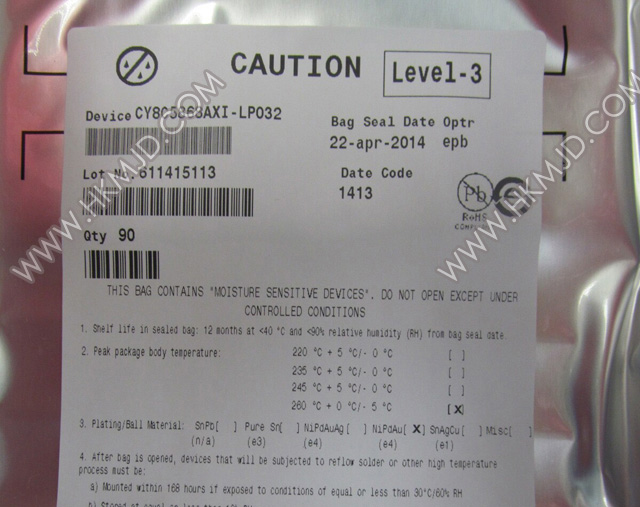 CAUTION Level-3
Device CY8C5368AXI-LP032
Bag Seal Date Optr
22-apr-2014 epb
Lot No. 611415113
Date Code
1413
Pb
RoHS
COMPLIANT
Qty 90
THIS BAG CONTAINS "MOISTURE SENSITIVE DEVICES". DO NOT OPEN EXCEPT UNDER
CONTROLLED CONDITIONS
1. Shelf life in sealed bag: 12 months at <40 °C and <90% relative humidity (RH) from bag seal date.
2. Peak package body temperature: 220 °C + 5 °C/- 0 °C [ ]
235 °C + 5 °C/- 0 °C [ ]
245 °C + 5 °C/- 0 °C [ ]
260 °C + 0 °C/- 5 °C [X]
3. Plating/Ball Material: SnPb[ ] Pure Sn[ ] NiPdAuAg[ ] NiPdAu[X] SnAgCu[ ] Misc[ ]
(n/a) (e3) (e4) (e4) (e1)
4. After bag is opened, devices that will be subjected to reflow solder or other high temperature
process must be:
a) Mounted within 168 hours if exposed to conditions of equal or less than 30°C/60% RH
WWW.HKMJD.COM
WWW.HKMJD.COM